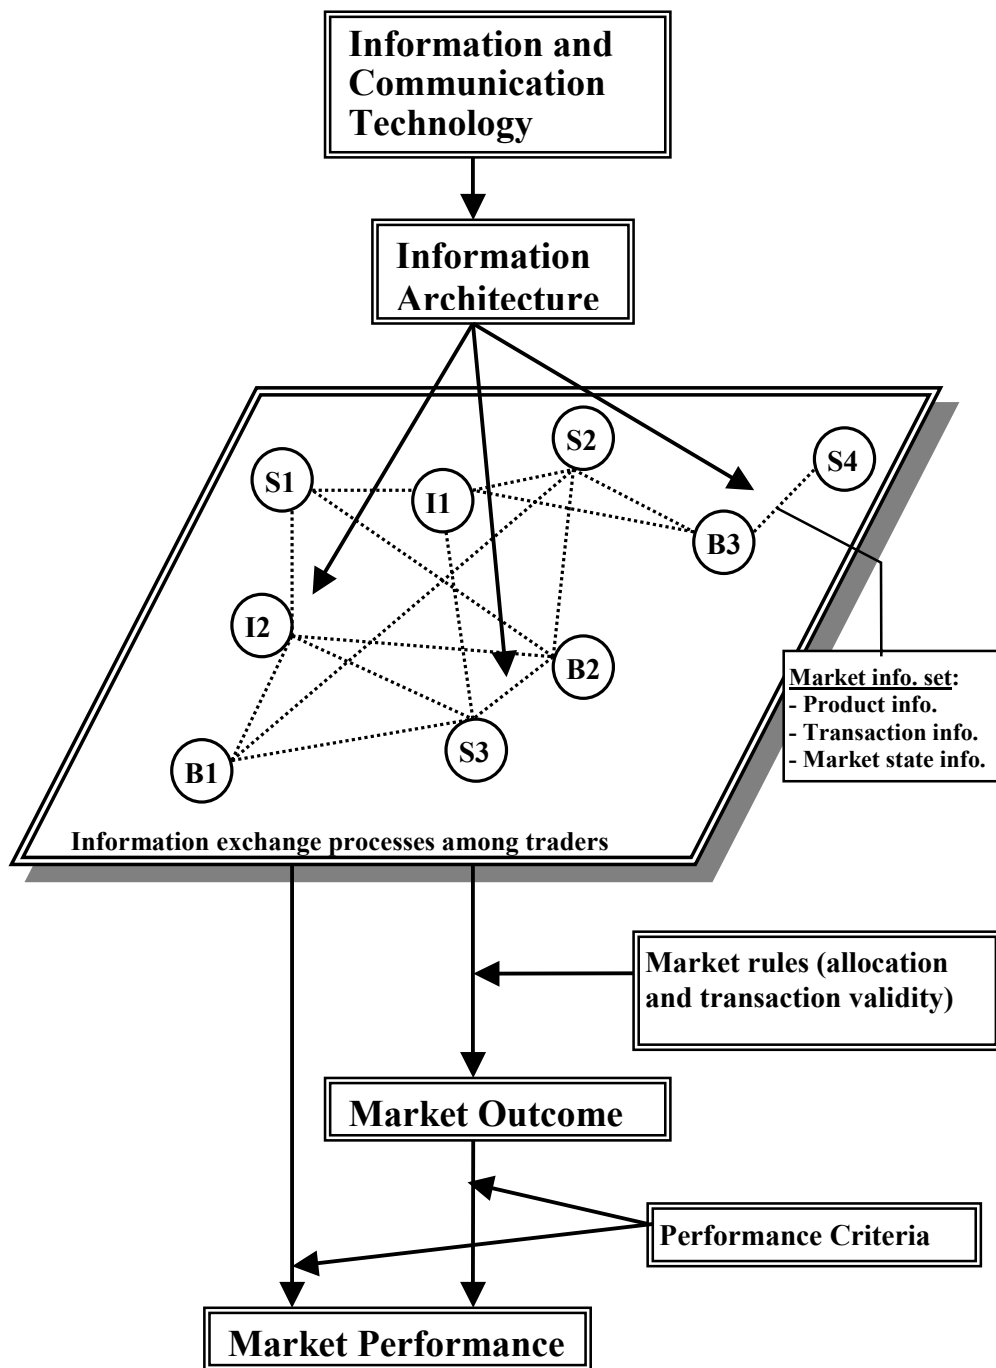 Information and
Communication
Technology
Information
Architecture
S2
S4
S1
I1
B3
I2
B2
Market info. set:
- Product info.
- Transaction info.
- Market state info.
S3
B1
Information exchange processes among traders
Market rules (allocation
and transaction validity)
Market Outcome
Performance Criteria
Market Performance